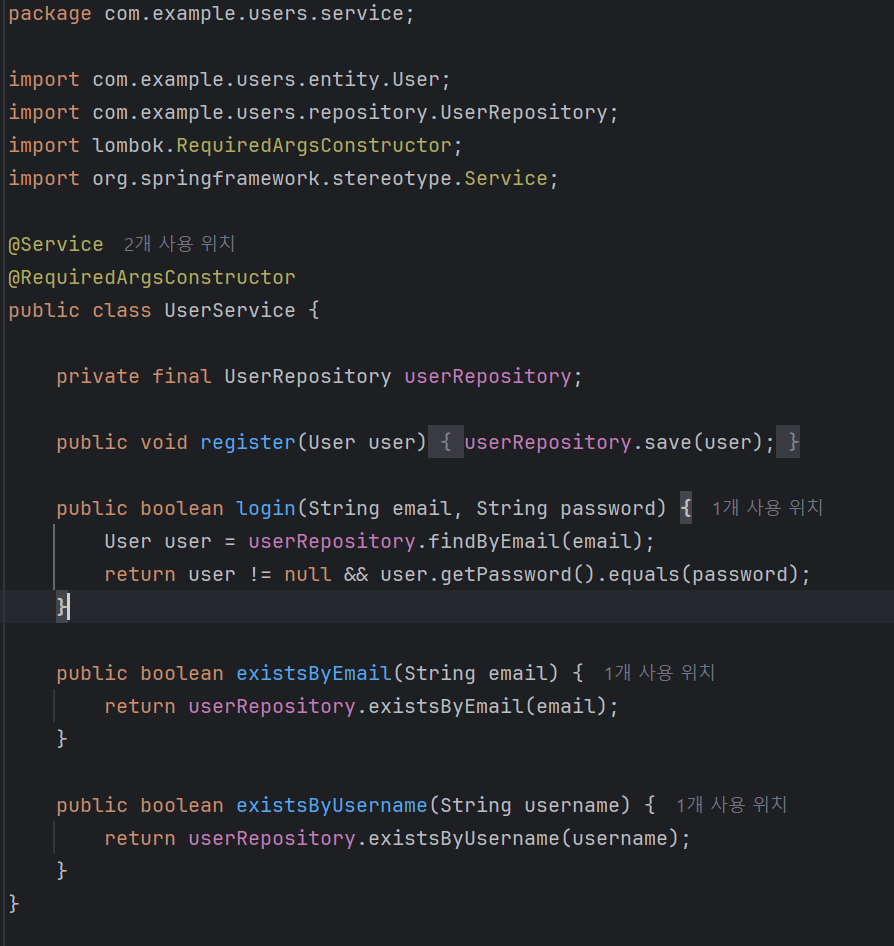 package com.example.users.service;
import com.example.users.entity.User;
import com.example.users.repository.UserRepository;
import lombok.RequiredArgsConstructor;
import org.springframework.stereotype.Service;
@Service 2개 사용 위치
@RequiredArgsConstructor
public class UserService {
private final UserRepository userRepository;
public void register(User user) { userRepository.save(user); }
public boolean login(String email, String password) { 1개 사용 위치
User user = userRepository.findByEmail(email);
return user != null && user.getPassword().equals(password);
}
public boolean existsByEmail(String email) { 1개 사용 위치
return userRepository.existsByEmail(email);
}
public boolean existsByUsername(String username) { 1개 사용 위치
return userRepository.existsByUsername(username);
}
}